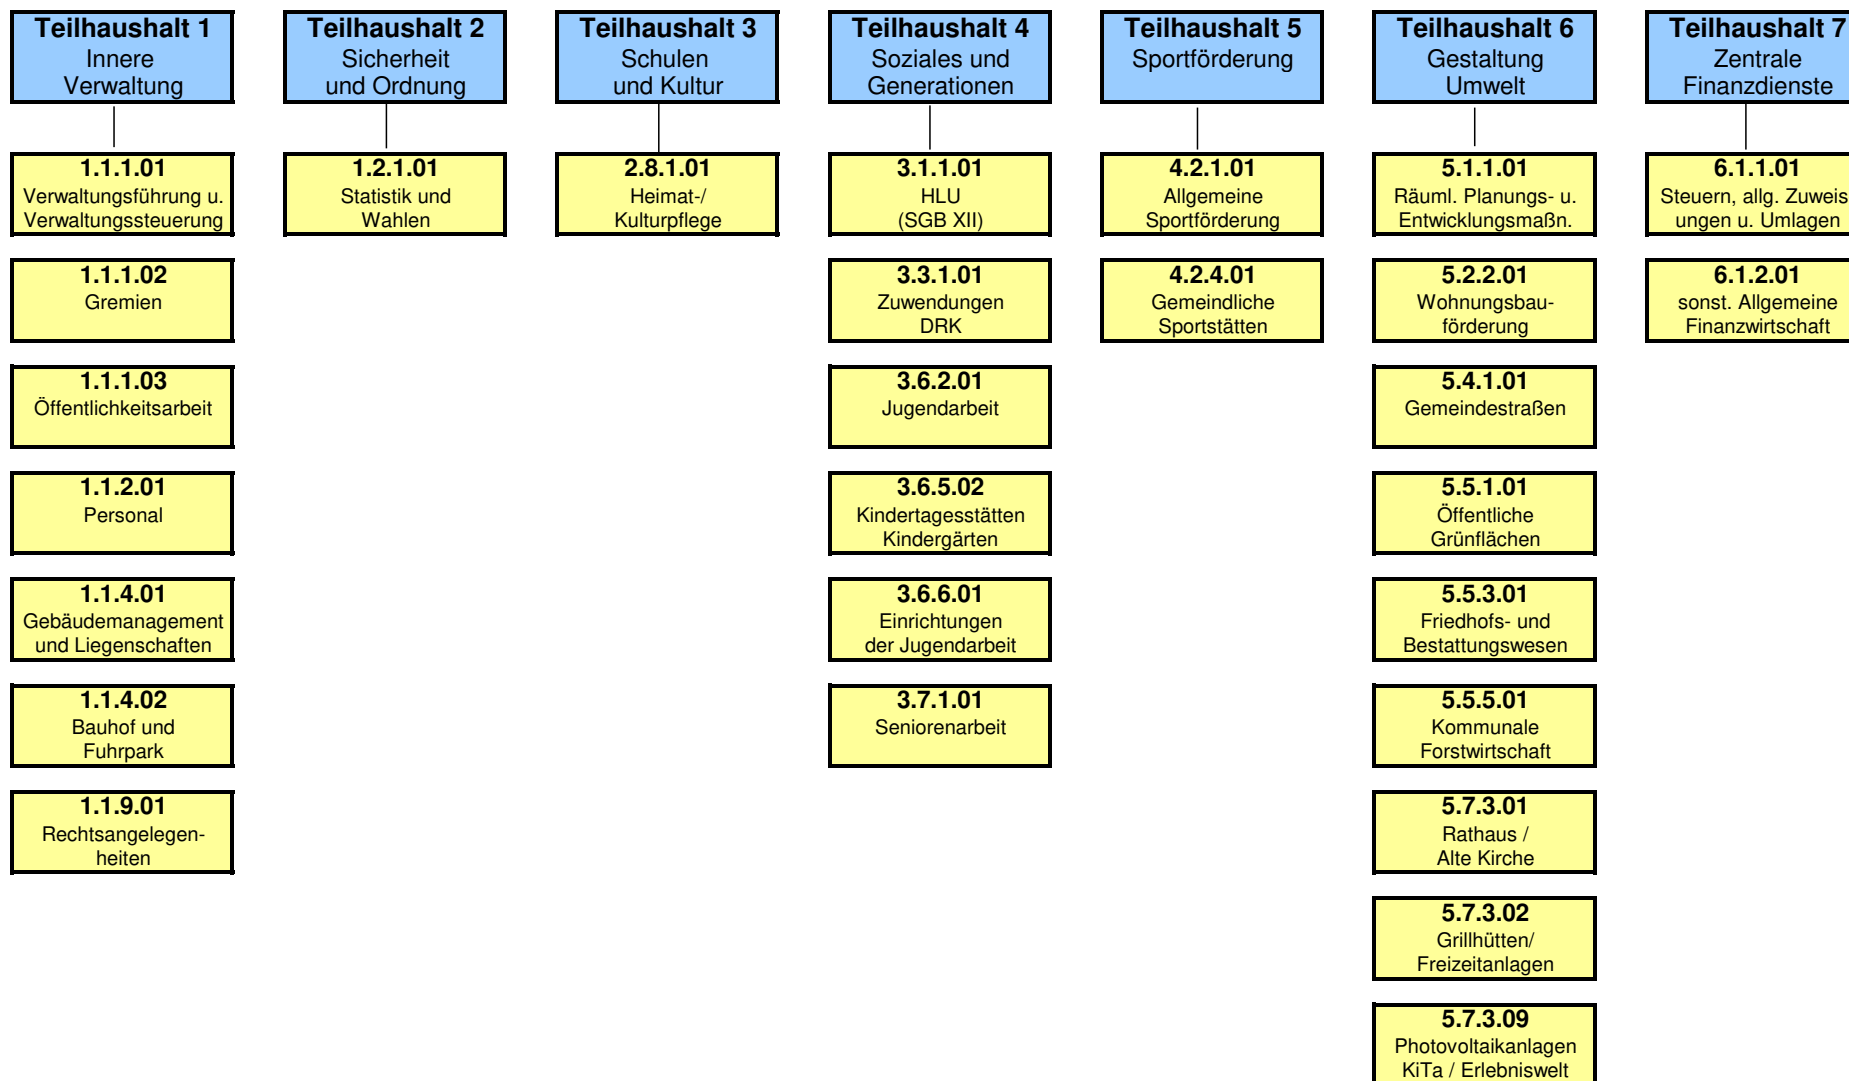 Teilhaushalt 1
Innere
Verwaltung
1.1.1.01
Verwaltungsführung u.
Verwaltungssteuerung
1.1.1.02
Gremien
1.1.1.03
Öffentlichkeitsarbeit
1.1.2.01
Personal
1.1.4.01
Gebäudemanagement
und Liegenschaften
1.1.4.02
Bauhof und
Fuhrpark
1.1.9.01
Rechtsangelegen-
heiten
Teilhaushalt 2
Sicherheit
und Ordnung
1.2.1.01
Statistik und
Wahlen
Teilhaushalt 3
Schulen
und Kultur
2.8.1.01
Heimat-/
Kulturpflege
Teilhaushalt 4
Soziales und
Generationen
3.1.1.01
HLU
(SGB XII)
3.3.1.01
Zuwendungen
DRK
3.6.2.01
Jugendarbeit
3.6.5.02
Kindertagesstätten
Kindergärten
3.6.6.01
Einrichtungen
der Jugendarbeit
3.7.1.01
Seniorenarbeit
Teilhaushalt 5
Sportförderung
4.2.1.01
Allgemeine
Sportförderung
4.2.4.01
Gemeindliche
Sportstätten
Teilhaushalt 6
Gestaltung
Umwelt
5.1.1.01
Räuml. Planungs- u.
Entwicklungsmaßn.
5.2.2.01
Wohnungsbau-
förderung
5.4.1.01
Gemeindestraßen
5.5.1.01
Öffentliche
Grünflächen
5.5.3.01
Friedhofs- und
Bestattungswesen
5.5.5.01
Kommunale
Forstwirtschaft
5.7.3.01
Rathaus /
Alte Kirche
5.7.3.02
Grillhütten/
Freizeitanlagen
5.7.3.09
Photovoltaikanlagen
KiTa / Erlebniswelt
Teilhaushalt 7
Zentrale
Finanzdienste
6.1.1.01
Steuern, allg. Zuweis
ungen u. Umlagen
6.1.2.01
sonst. Allgemeine
Finanzwirtschaft